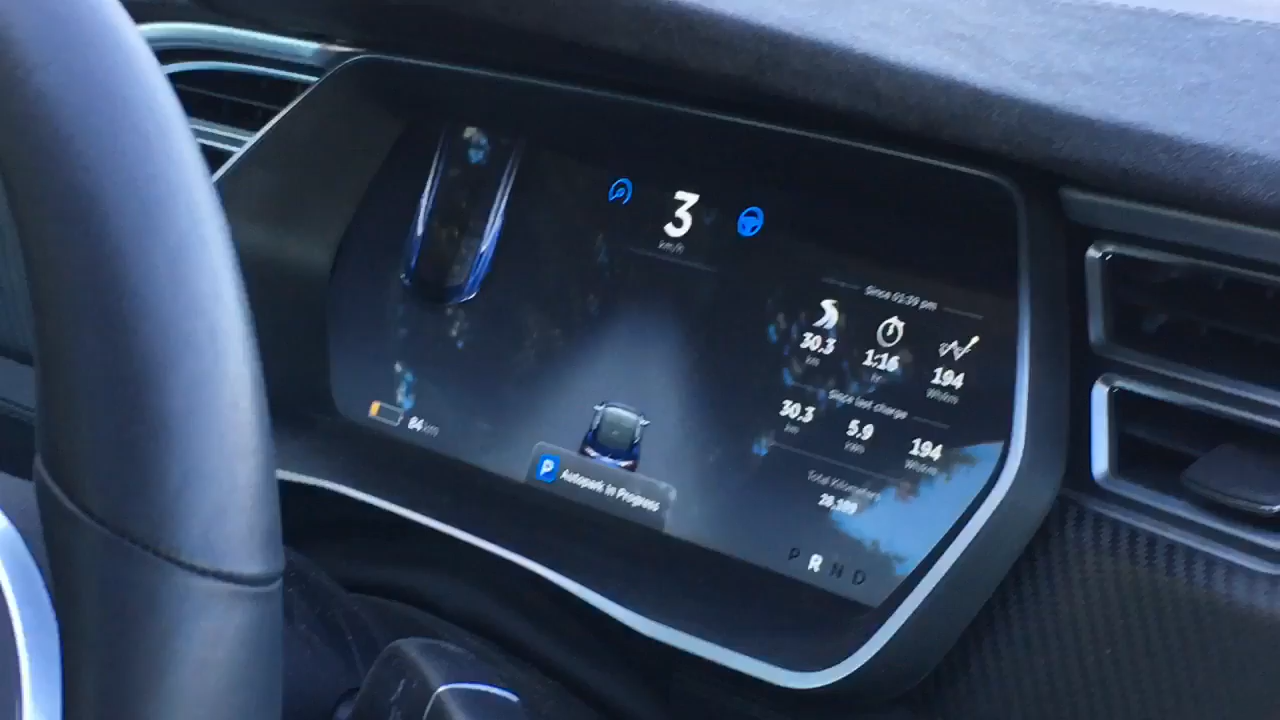 3
km/h
Since 01:39 pm
30.3 1:16 194
km hr Wh/km
Since last charge
30.3 5.9 194
km kWh Wh/km
Total Kilometers
84 km
P Autopark in Progress
P R N D